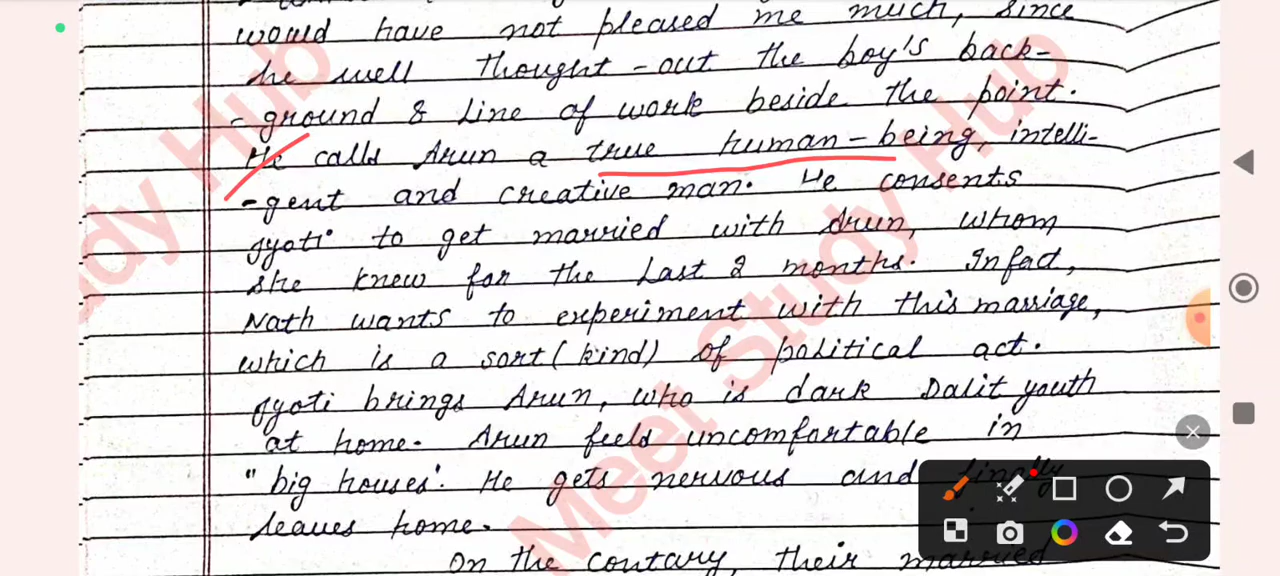 would have not pleased me much, since
he well thought-out the boy's back-
-ground & line of work beside the point.
He calls Arun a true human-being, intelli-
-gent and creative man. He consents
Jyoti to get married with Arun, whom
she knew for the last 2 months. Infact,
Nath wants to experiment with this marriage,
which is a sort (kind) of political act.
Jyoti brings Arun, who is dark Dalit youth
at home. Arun feels uncomfortable in
"big houses'. He gets nervous and finally
leaves home.
On the contary, their married
Meet Study Hub